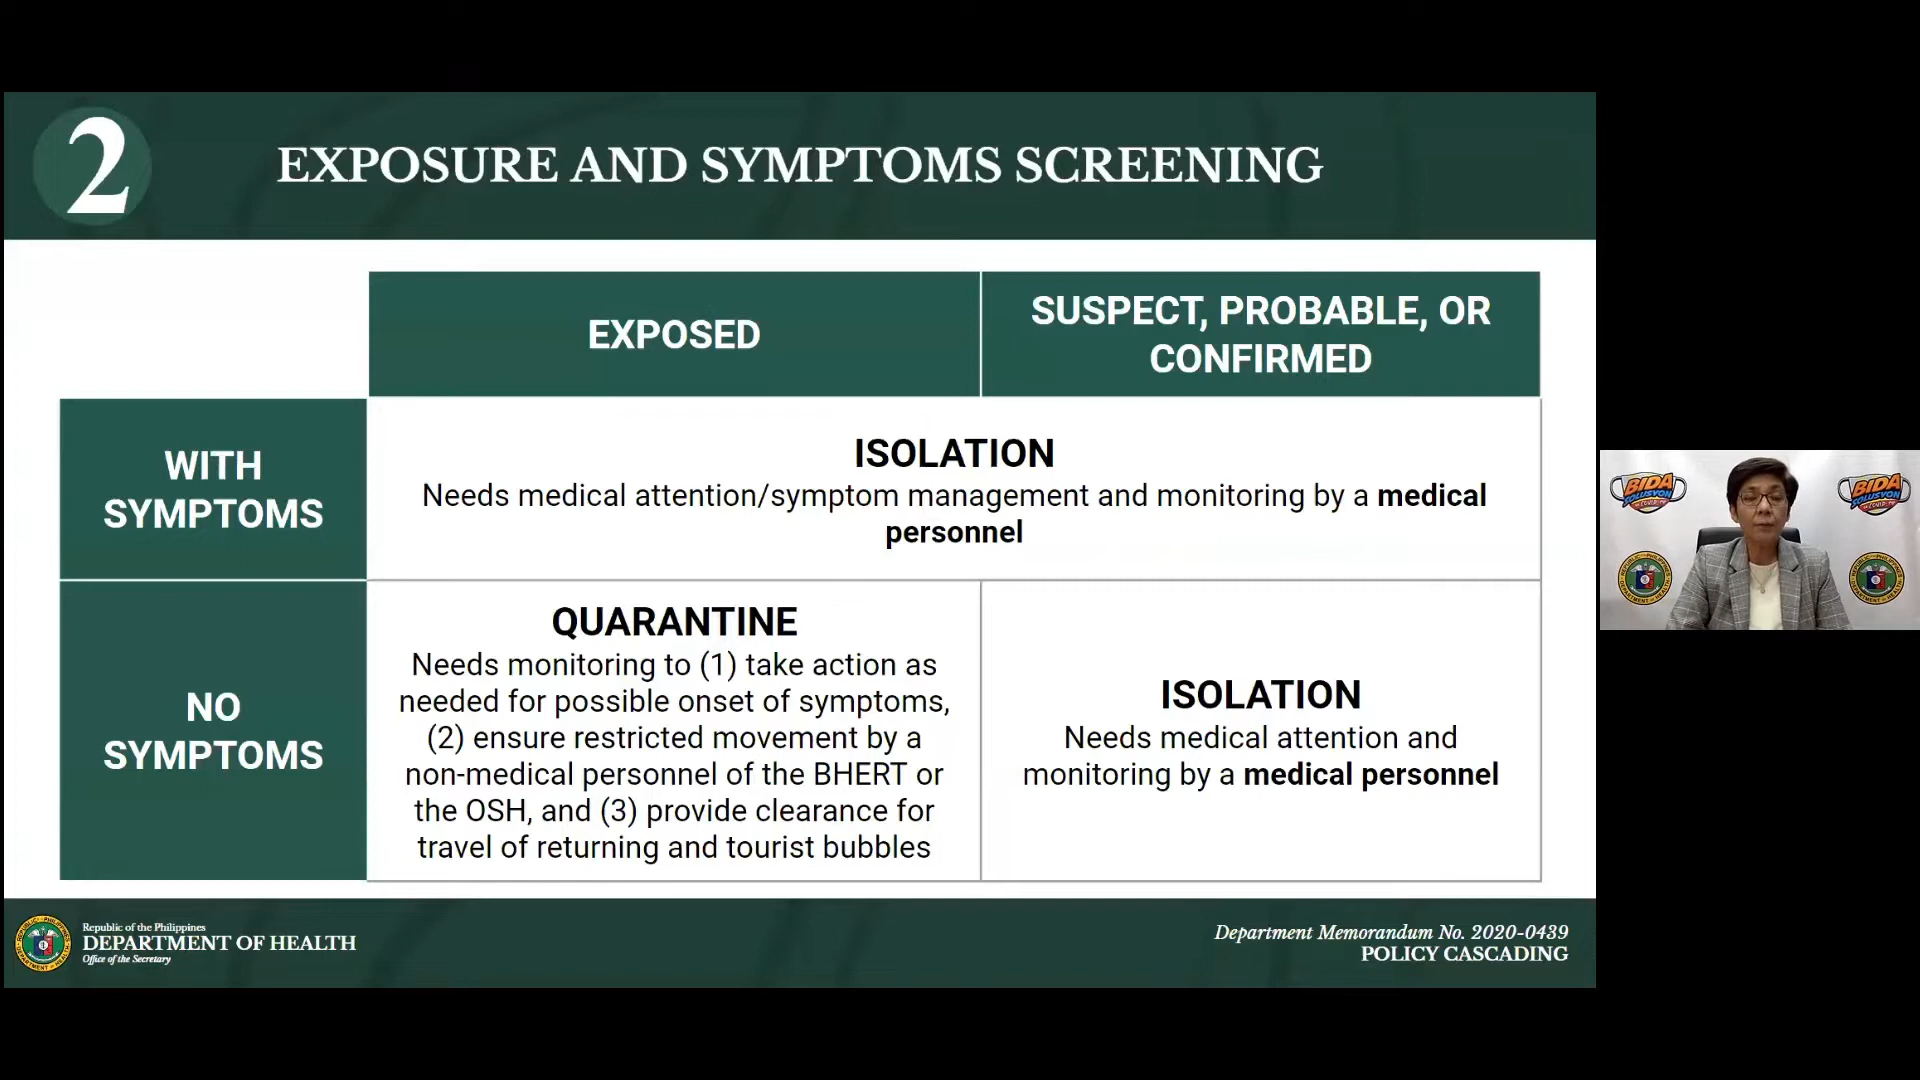 2
EXPOSURE AND SYMPTOMS SCREENING
EXPOSED
SUSPECT, PROBABLE, OR
CONFIRMED
WITH
SYMPTOMS
ISOLATION
Needs medical attention/symptom management and monitoring by a medical
personnel
NO
SYMPTOMS
QUARANTINE
Needs monitoring to (1) take action as
needed for possible onset of symptoms,
(2) ensure restricted movement by a
non-medical personnel of the BHERT or
the OSH, and (3) provide clearance for
travel of returning and tourist bubbles
ISOLATION
Needs medical attention and
monitoring by a medical personnel
Republic of the Philippines
DEPARTMENT OF HEALTH
Office of the Secretary
Department Memorandum No. 2020-0439
POLICY CASCADING
BIDA
SOLUSYON
BIDA
SOLUSYON